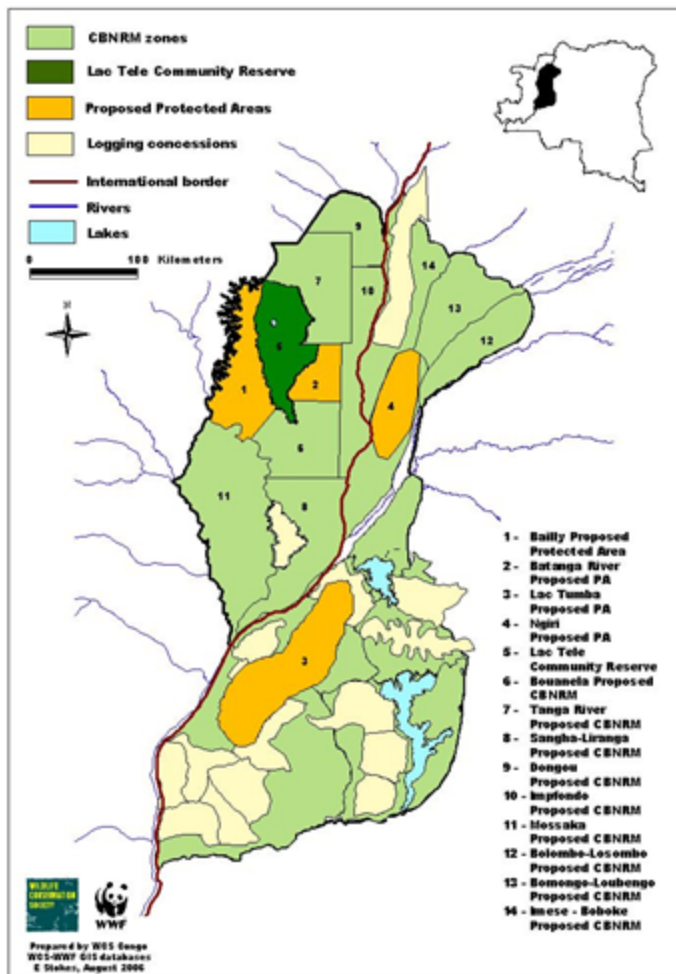 CBNRM zones
Lac Tele Community Reserve
Proposed Protected Areas
Logging concessions
International border
Rivers
Lakes
0 100 Kilometers
N
9
7
10
14
13
12
5
1
2
4
6
11
8
3
1 - Bailly Proposed
Protected Area
2 - Batanga River
Proposed PA
3 - Lac Tumba
Proposed PA
4 - Ngiri
Proposed PA
5 - Lac Tele
Community Reserve
6 - Bouanela Proposed
CBNRM
7 - Tanga River
Proposed CBNRM
8 - Sangha-Liranga
Proposed CBNRM
9 - Dongou
Proposed CBNRM
10 - Impfondo
Proposed CBNRM
11 - Mossaka
Proposed CBNRM
12 - Bolombo-Losombo
Proposed CBNRM
13 - Bomongo-Loubengo
Proposed CBNRM
14 - Imese - Boboke
Proposed CBNRM
WILDLIFE
CONSERVATION
SOCIETY
WWF
Prepared by WCS Congo
WCS-WWF GIS databases
E Stokes, August 2006